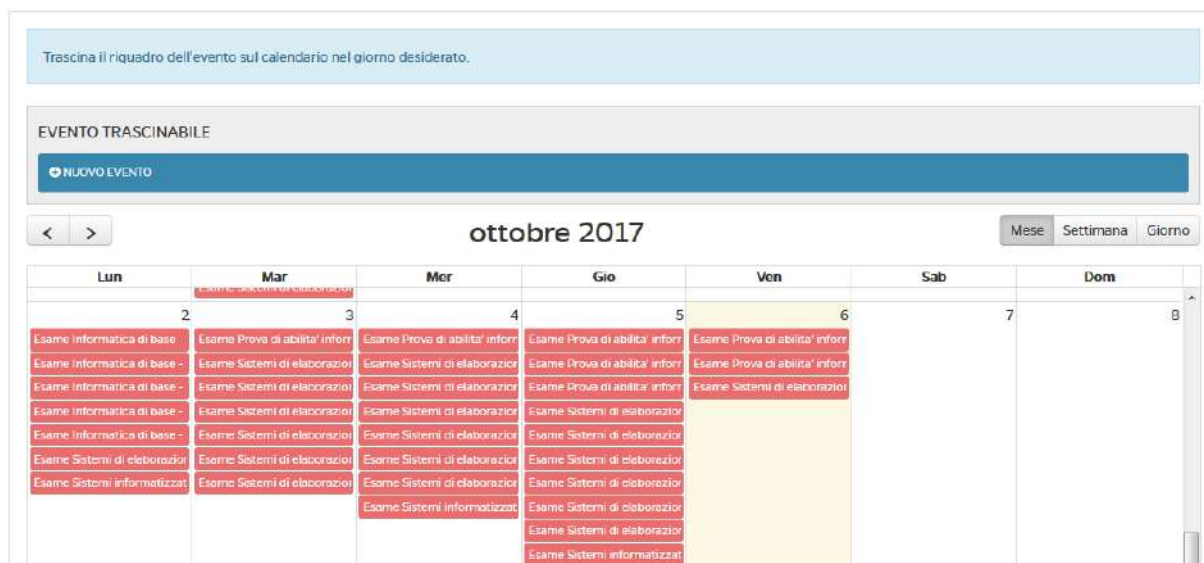 Trascina il riquadro dell'evento sul calendario nel giorno desiderato.
EVENTO TRASCINABILE
NUOVO EVENTO
< >
ottobre 2017
Mese Settimana Giorno
Lun Mar Mer Gio Ven Sab Dom
2 3 4 5 6 7 8
Esame Informatica di base Esame Prova di abilita' inforr Esame Prova di abilita' inforr Esame Prova di abilita' inforr Esame Prova di abilita' inforr
Esame Informatica di base - Esame Sistemi di elaborazior Esame Sistemi di elaborazior Esame Prova di abilita' inforr Esame Prova di abilita' inforr
Esame Informatica di base - Esame Sistemi di elaborazior Esame Sistemi di elaborazior Esame Prova di abilita' inforr Esame Sistemi di elaborazior
Esame Informatica di base - Esame Sistemi di elaborazior Esame Sistemi di elaborazior Esame Sistemi di elaborazior
Esame Informatica di base - Esame Sistemi di elaborazior Esame Sistemi di elaborazior Esame Sistemi di elaborazior
Esame Sistemi di elaborazior Esame Sistemi di elaborazior Esame Sistemi di elaborazior Esame Sistemi di elaborazior
Esame Sistemi informatizzat Esame Sistemi di elaborazior Esame Sistemi di elaborazior Esame Sistemi di elaborazior
Esame Sistemi informatizzat Esame Sistemi di elaborazior
Esame Sistemi di elaborazior
Esame Sistemi informatizzat